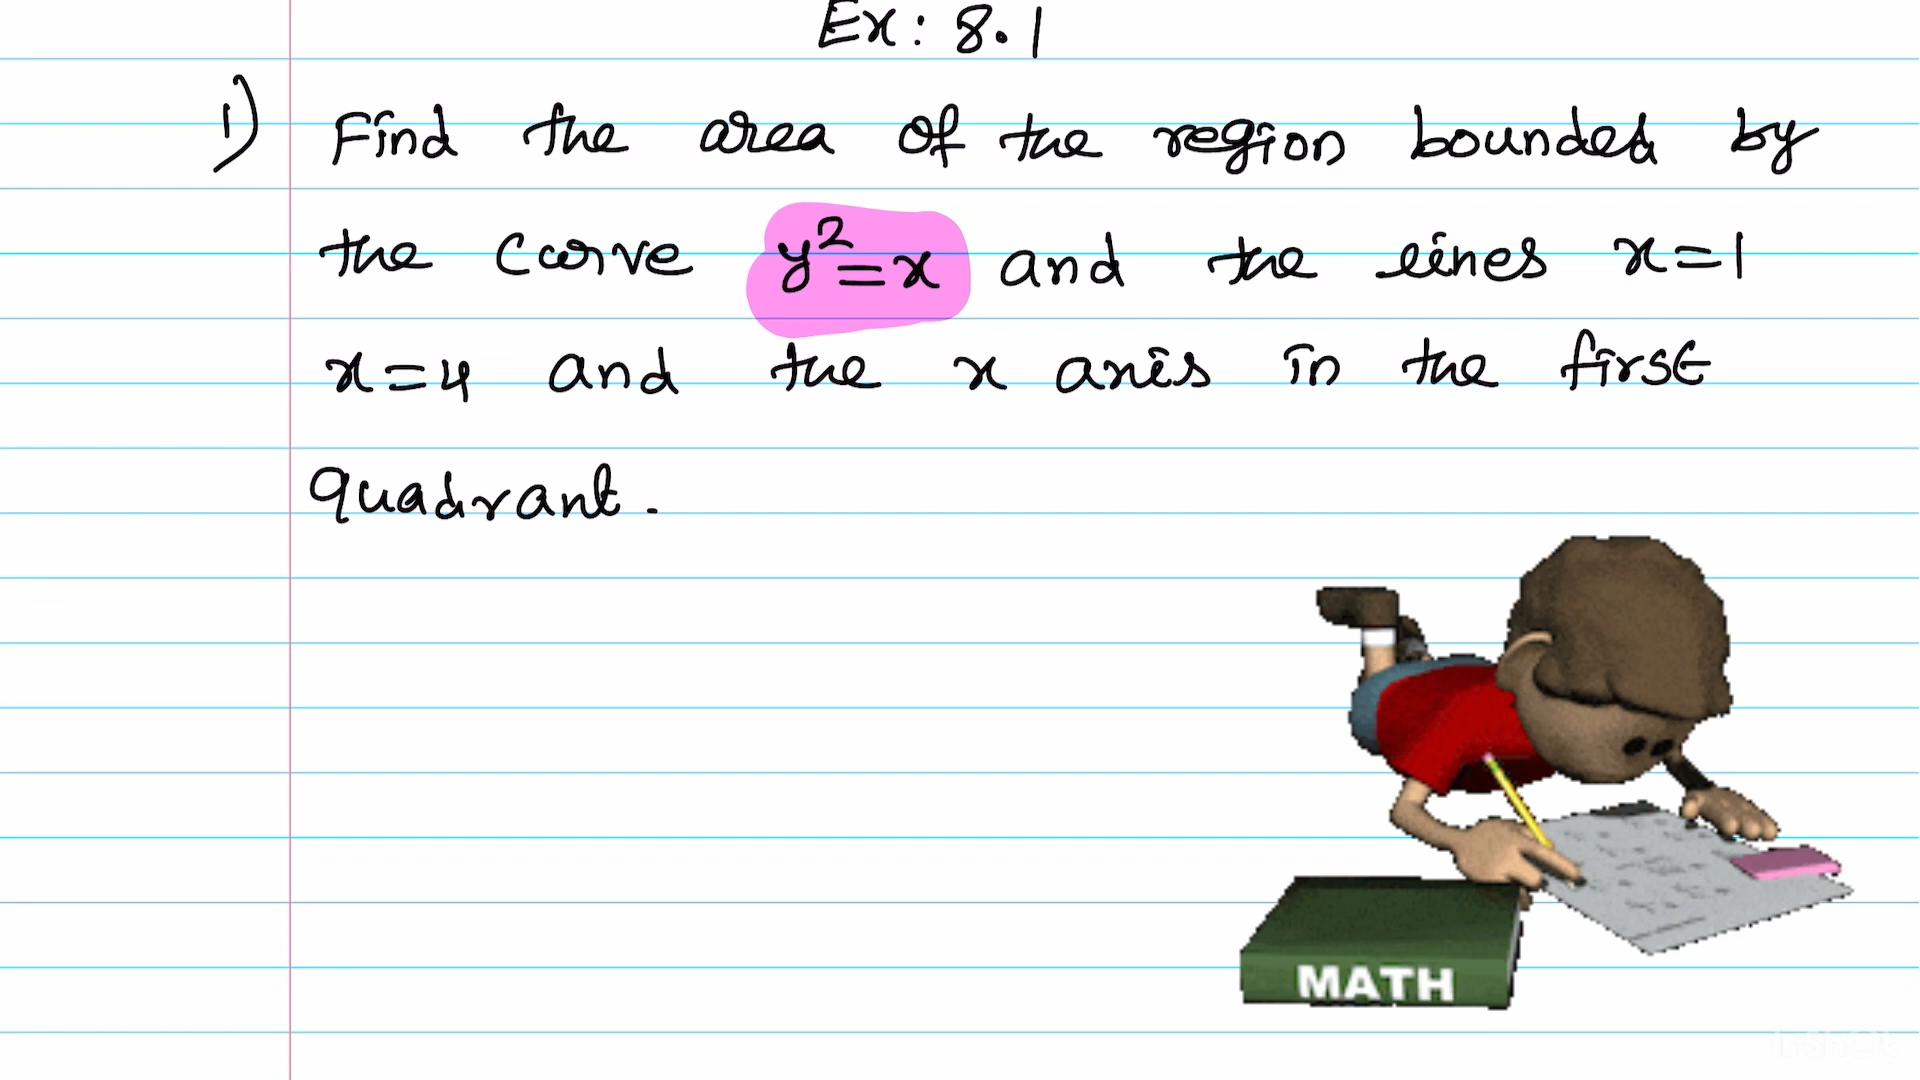 Ex: 8.1
1) Find the area of the region bounded by
the curve y²=x and the lines x=1
x=4 and the x axis in the first
quadrant.
MATH